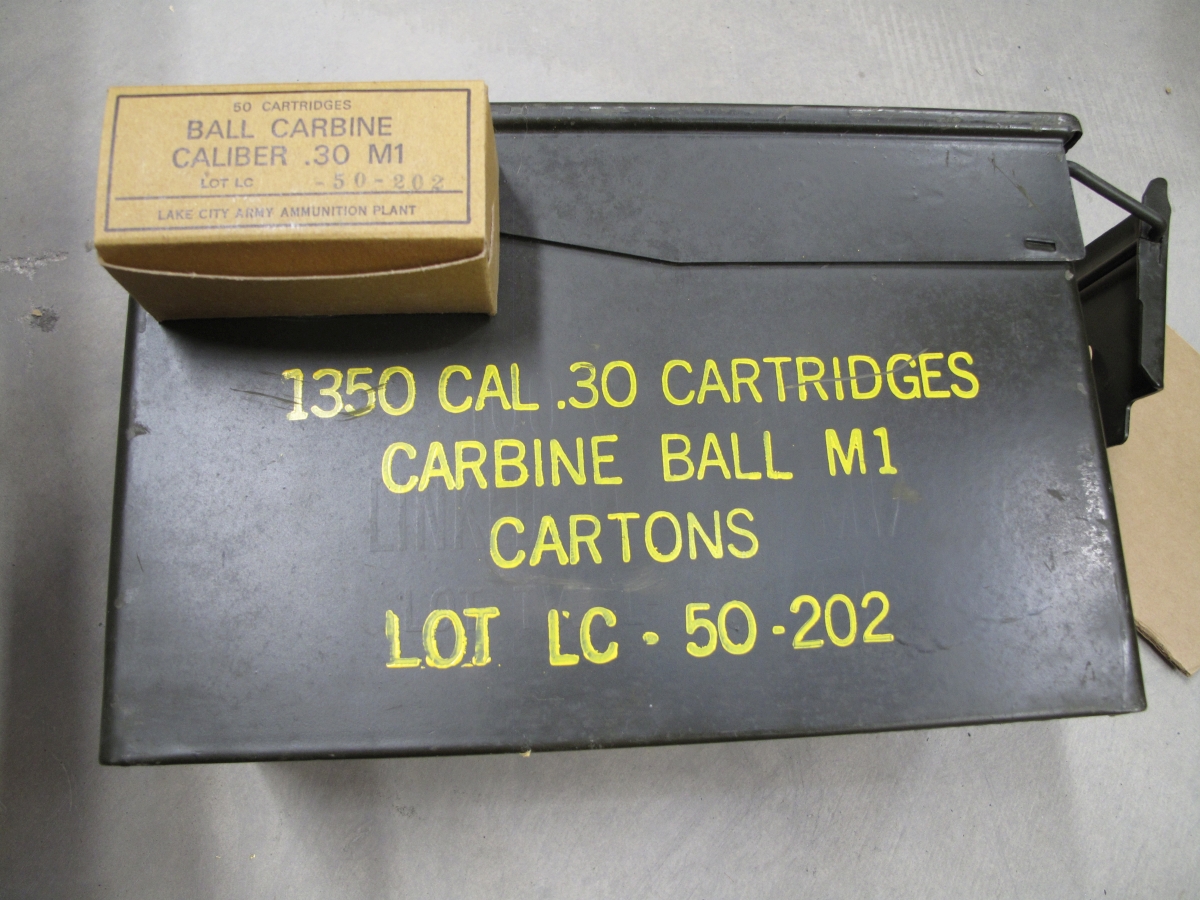 50 CARTRIDGES
BALL CARBINE
CALIBER .30 M1
LOT LC -50-202
LAKE CITY ARMY AMMUNITION PLANT
1350 CAL .30 CARTRIDGES
CARBINE BALL M1
CARTONS
LOT LC - 50-202